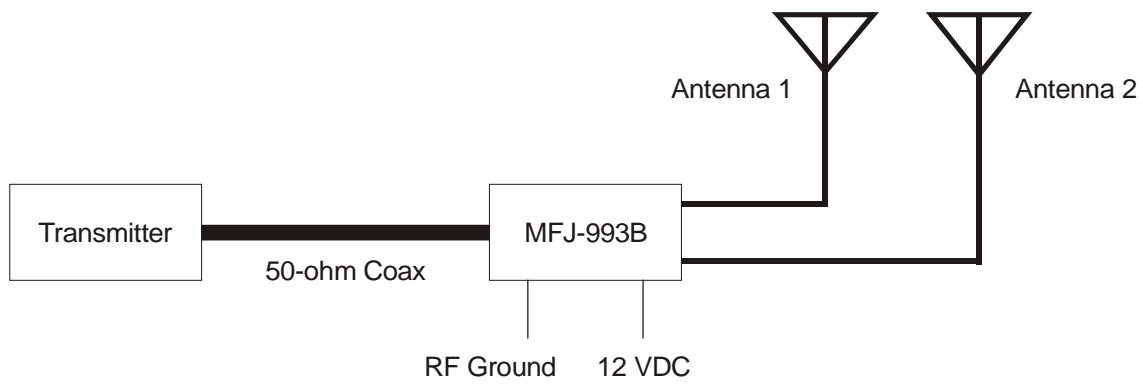 Antenna 1
Antenna 2
Transmitter
MFJ-993B
50-ohm Coax
RF Ground
12 VDC